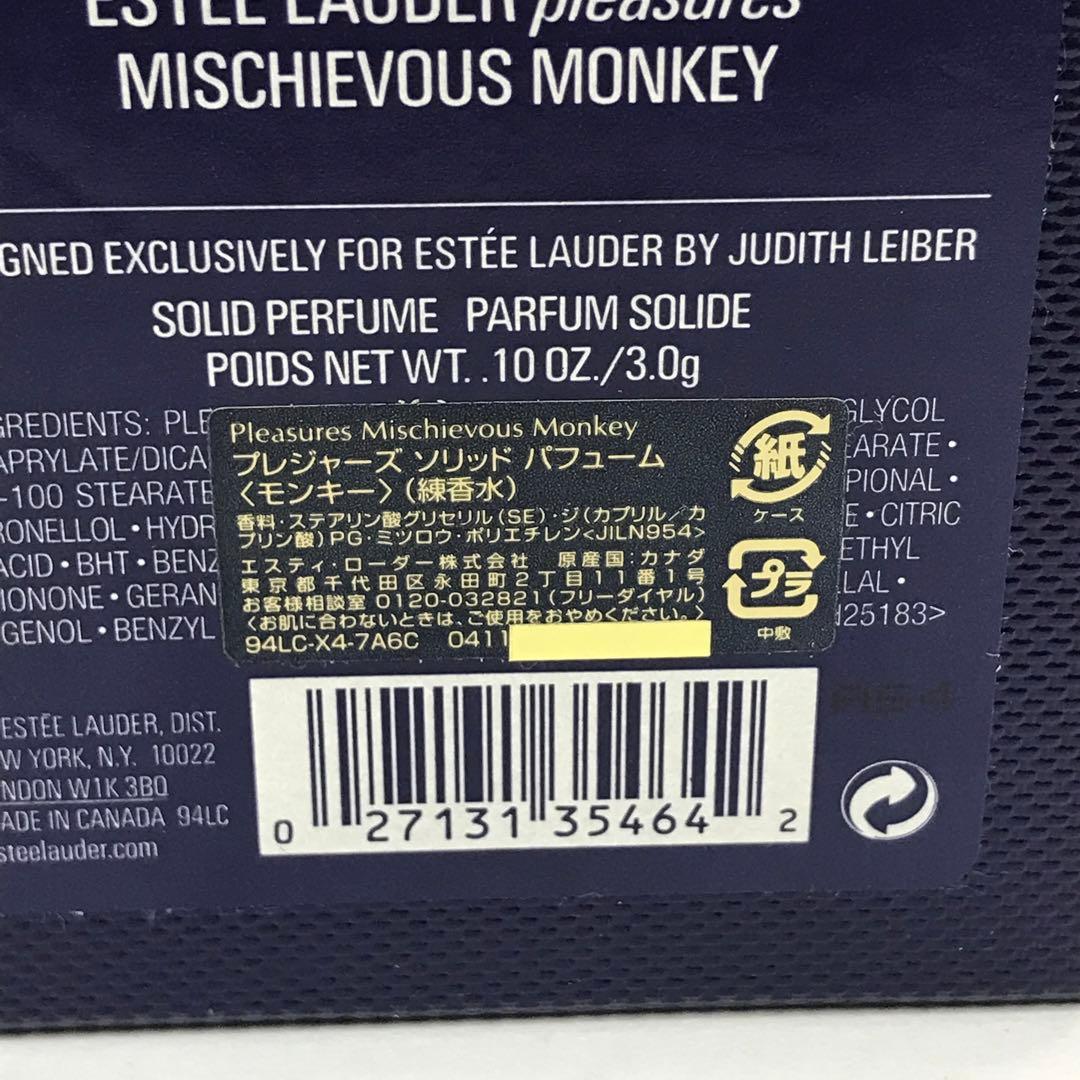 ESTÉE LAUDER pleasures
MISCHIEVOUS MONKEY
GNED EXCLUSIVELY FOR ESTÉE LAUDER BY JUDITH LEIBER
SOLID PERFUME PARFUM SOLIDE
POIDS NET WT. .10 OZ./3.0g
GREDIENTS: PLE GLYCOL
APRYLATE/DICA EARATE •
-100 STEARATE PIONAL •
RONELLOL • HYDR E • CITRIC
ACID • BHT • BENZ ETHYL
IONONE • GERAN LAL •
GENOL • BENZYL 25183>
Pleasures Mischievous Monkey
プレジャーズ ソリッド パフューム
〈モンキー〉(練香水)
香料・ステアリン酸グリセリル(SE)・ジ(カプリル/カ
プリン酸)PG・ミツロウ・ポリエチレン<JILN954>
エスティ・ローダー株式会社 原産国:カナダ
東京都千代田区永田町2丁目11番1号
お客様相談室 0120-032821(フリーダイヤル)
〈お肌に合わないときは、ご使用をおやめください。〉
94LC-X4-7A6C 0411
紙
ケース
プラ
中敷
ESTÉE LAUDER, DIST.
W YORK, N.Y. 10022
NDON W1K 3BQ
ADE IN CANADA 94LC
steelauder.com
0 27131 35464 2